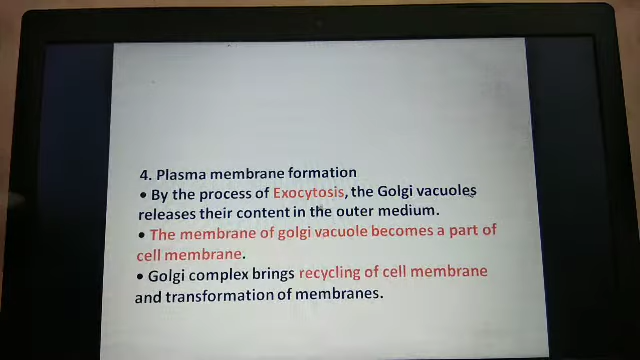 4. Plasma membrane formation
• By the process of Exocytosis, the Golgi vacuoles
releases their content in the outer medium.
• The membrane of golgi vacuole becomes a part of
cell membrane.
• Golgi complex brings recycling of cell membrane
and transformation of membranes.